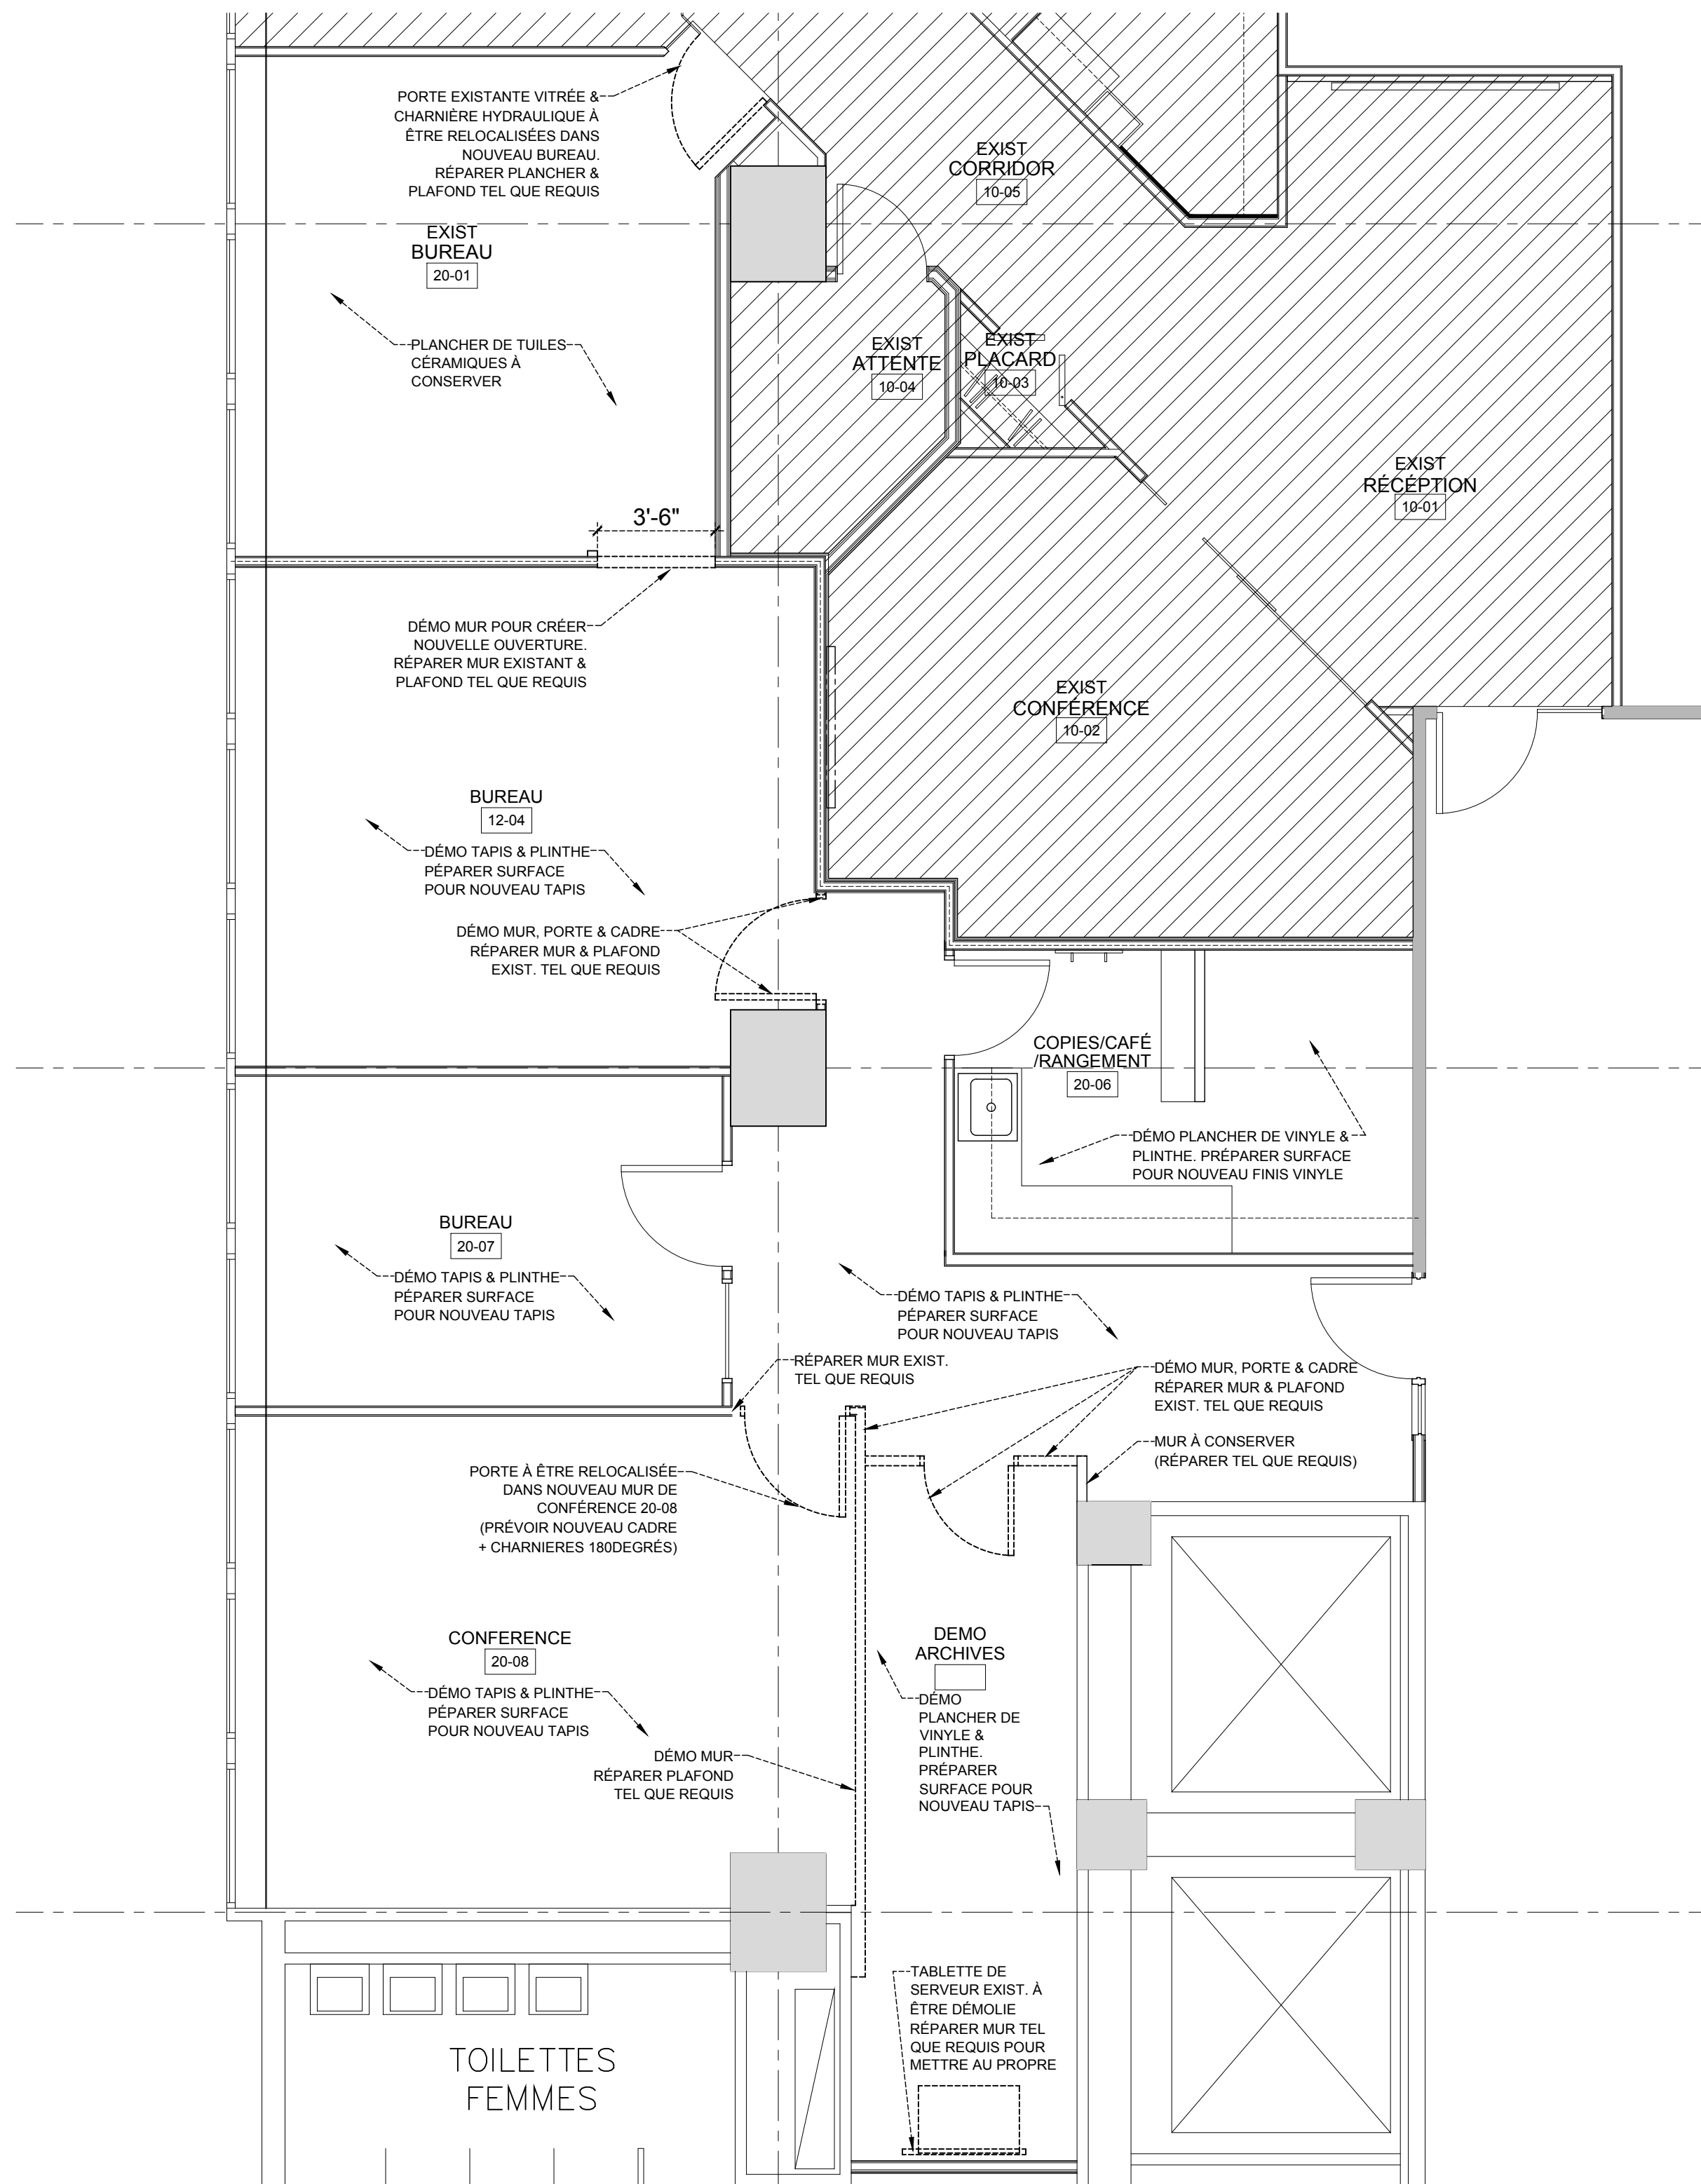 PORTE EXISTANTE VITRÉE &
CHARNIÈRE HYDRAULIQUE À
ÊTRE RELOCALISÉES DANS
NOUVEAU BUREAU.
RÉPARER PLANCHER &
PLAFOND TEL QUE REQUIS
EXIST
CORRIDOR
10-05
EXIST
BUREAU
20-01
PLANCHER DE TUILES
CÉRAMIQUES À
CONSERVER
EXIST
ATTENTE
10-04
EXIST
PLACARD
10-03
EXIST
RÉCÉPTION
10-01
3'-6"
DÉMO MUR POUR CRÉER
NOUVELLE OUVERTURE.
RÉPARER MUR EXISTANT &
PLAFOND TEL QUE REQUIS
EXIST
CONFÉRENCE
10-02
BUREAU
12-04
DÉMO TAPIS & PLINTHE
PÉPARER SURFACE
POUR NOUVEAU TAPIS
DÉMO MUR, PORTE & CADRE
RÉPARER MUR & PLAFOND
EXIST. TEL QUE REQUIS
COPIES/CAFÉ
/RANGEMENT
20-06
DÉMO PLANCHER DE VINYLE &
PLINTHE. PRÉPARER SURFACE
POUR NOUVEAU FINIS VINYLE
BUREAU
20-07
DÉMO TAPIS & PLINTHE
PÉPARER SURFACE
POUR NOUVEAU TAPIS
DÉMO TAPIS & PLINTHE
PÉPARER SURFACE
POUR NOUVEAU TAPIS
RÉPARER MUR EXIST.
TEL QUE REQUIS
DÉMO MUR, PORTE & CADRE
RÉPARER MUR & PLAFOND
EXIST. TEL QUE REQUIS
MUR À CONSERVER
(RÉPARER TEL QUE REQUIS)
PORTE À ÊTRE RELOCALISÉE
DANS NOUVEAU MUR DE
CONFÉRENCE 20-08
(PRÉVOIR NOUVEAU CADRE
+ CHARNIERES 180DEGRÉS)
CONFERENCE
20-08
DÉMO TAPIS & PLINTHE
PÉPARER SURFACE
POUR NOUVEAU TAPIS
DÉMO MUR
RÉPARER PLAFOND
TEL QUE REQUIS
DEMO
ARCHIVES
DÉMO
PLANCHER DE
VINYLE &
PLINTHE.
PRÉPARER
SURFACE POUR
NOUVEAU TAPIS
TABLETTE DE
SERVEUR EXIST. À
ÊTRE DÉMOLIE
RÉPARER MUR TEL
QUE REQUIS POUR
METTRE AU PROPRE
TOILETTES
FEMMES